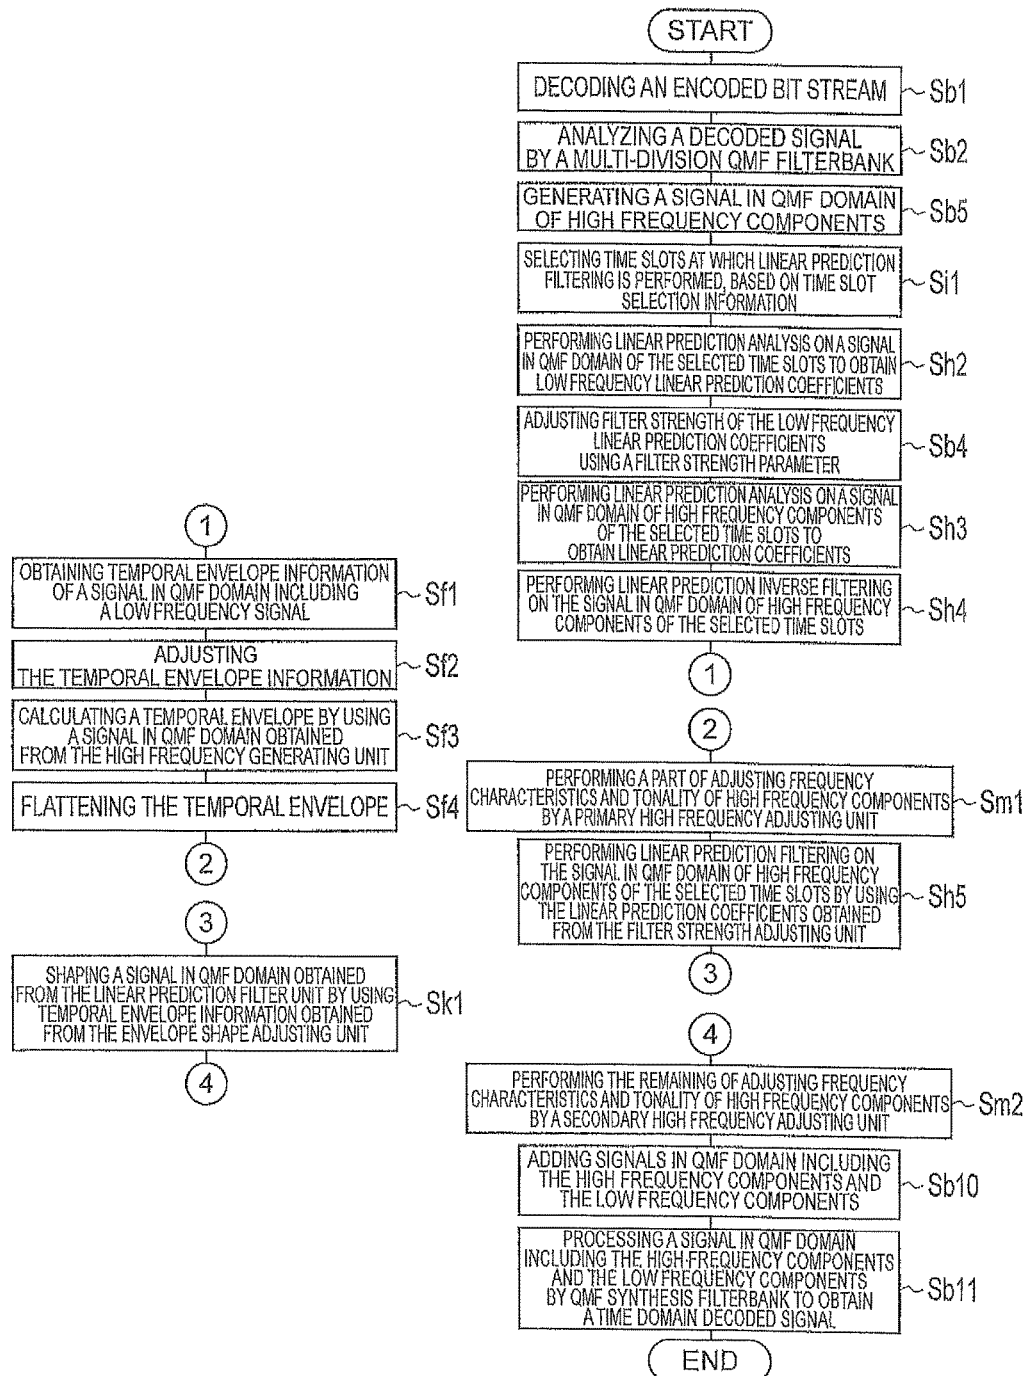 START
DECODING AN ENCODED BIT STREAM
Sb1
ANALYZING A DECODED SIGNAL
BY A MULTI-DIVISION QMF FILTERBANK
Sb2
GENERATING A SIGNAL IN QMF DOMAIN
OF HIGH FREQUENCY COMPONENTS
Sb5
SELECTING TIME SLOTS AT WHICH LINEAR PREDICTION
FILTERING IS PERFORMED, BASED ON TIME SLOT
SELECTION INFORMATION
Si1
PERFORMING LINEAR PREDICTION ANALYSIS ON A SIGNAL
IN QMF DOMAIN OF THE SELECTED TIME SLOTS TO OBTAIN
LOW FREQUENCY LINEAR PREDICTION COEFFICIENTS
Sh2
ADJUSTING FILTER STRENGTH OF THE LOW FREQUENCY
LINEAR PREDICTION COEFFICIENTS
USING A FILTER STRENGTH PARAMETER
Sb4
PERFORMING LINEAR PREDICTION ANALYSIS ON A SIGNAL
IN QMF DOMAIN OF HIGH FREQUENCY COMPONENTS
OF THE SELECTED TIME SLOTS TO
OBTAIN LINEAR PREDICTION COEFFICIENTS
Sh3
PERFORMNG LINEAR PREDICTION INVERSE FILTERING
ON THE SIGNAL IN QMF DOMAIN OF HIGH FREQUENCY
COMPONENTS OF THE SELECTED TIME SLOTS
Sh4
1
1
OBTAINING TEMPORAL ENVELOPE INFORMATION
OF A SIGNAL IN QMF DOMAIN INCLUDING
A LOW FREQUENCY SIGNAL
Sf1
ADJUSTING
THE TEMPORAL ENVELOPE INFORMATION
Sf2
CALCULATING A TEMPORAL ENVELOPE BY USING
A SIGNAL IN QMF DOMAIN OBTAINED
FROM THE HIGH FREQUENCY GENERATING UNIT
Sf3
FLATTENING THE TEMPORAL ENVELOPE
Sf4
2
2
PERFORMING A PART OF ADJUSTING FREQUENCY
CHARACTERISTICS AND TONALITY OF HIGH FREQUENCY COMPONENTS
BY A PRIMARY HIGH FREQUENCY ADJUSTING UNIT
Sm1
PERFORMING LINEAR PREDICTION FILTERING ON
THE SIGNAL IN QMF DOMAIN OF HIGH FREQUENCY
COMPONENTS OF THE SELECTED TIME SLOTS BY USING
THE LINEAR PREDICTION COEFFICIENTS OBTAINED
FROM THE FILTER STRENGTH ADJUSTING UNIT
Sh5
3
3
SHAPING A SIGNAL IN QMF DOMAIN OBTAINED
FROM THE LINEAR PREDICTION FILTER UNIT BY USING
TEMPORAL ENVELOPE INFORMATION OBTAINED
FROM THE ENVELOPE SHAPE ADJUSTING UNIT
Sk1
4
4
PERFORMING THE REMAINING OF ADJUSTING FREQUENCY
CHARACTERISTICS AND TONALITY OF HIGH FREQUENCY COMPONENTS
BY A SECONDARY HIGH FREQUENCY ADJUSTING UNIT
Sm2
ADDING SIGNALS IN QMF DOMAIN INCLUDING
THE HIGH FREQUENCY COMPONENTS AND
THE LOW FREQUENCY COMPONENTS
Sb10
PROCESSING A SIGNAL IN QMF DOMAIN
INCLUDING THE HIGH-FREQUENCY COMPONENTS
AND THE LOW FREQUENCY COMPONENTS
BY QMF SYNTHESIS FILTERBANK TO OBTAIN
A TIME DOMAIN DECODED SIGNAL
Sb11
END